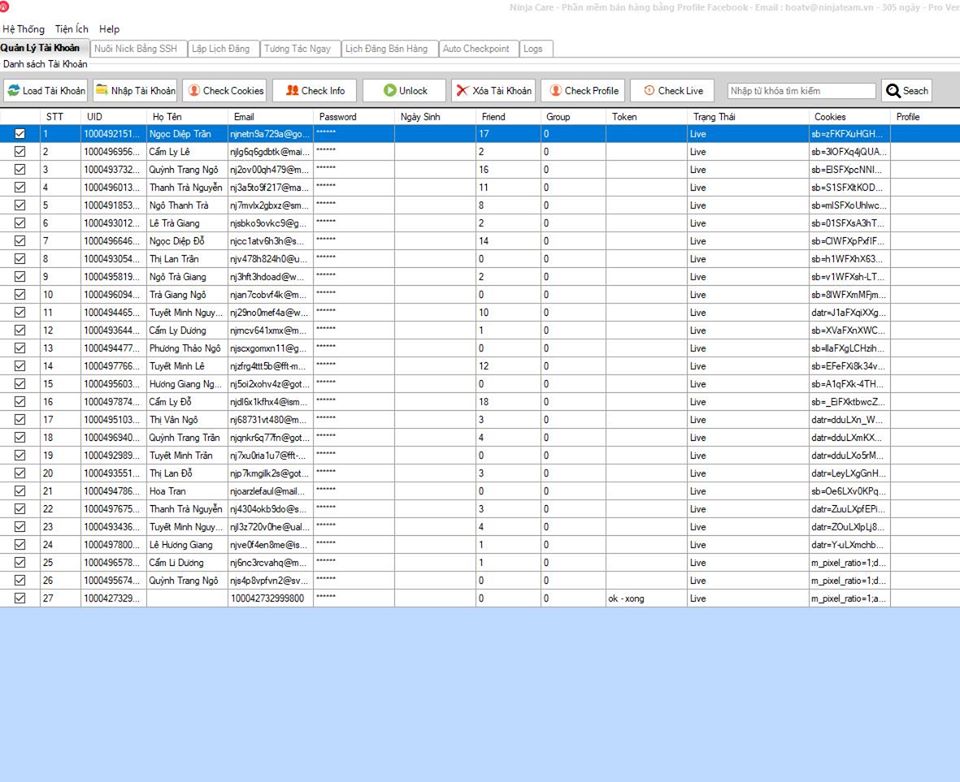 Ninja Care - Phần mềm bán hàng bằng Profile Facebook - Email : hoatv@ninjateam.vn - 305 ngày - Pro Ver
Hệ Thống Tiện Ích Help
Quản Lý Tài Khoản Nuôi Nick Bằng SSH Lập Lịch Đăng Tương Tác Ngay Lịch Đăng Bán Hàng Auto Checkpoint Logs
Danh sách Tài Khoản
Load Tài Khoản Nhập Tài Khoản Check Cookies Check Info Unlock Xóa Tài Khoản Check Profile Check Live Nhập từ khóa tìm kiếm Seach
STT UID Họ Tên Email Password Ngày Sinh Friend Group Token Trạng Thái Cookies Profile
1 1000492151... Ngọc Diệp Trần njnetn9a729a@go... ****** 17 0 Live sb=zFKFXuHGH...
2 1000496956... Cẩm Ly Lê njlg6q6gdbtk@mai... ****** 2 0 Live sb=3lOFXq4jQUA...
3 1000493732... Quỳnh Trang Ngô nj2ov00qh479@m... ****** 16 0 Live sb=ElSFXpcNNI...
4 1000496013... Thanh Trà Nguyễn nj3a5to9f217@ma... ****** 11 0 Live sb=S1SFXtKOD...
5 1000491853... Ngô Thanh Trà nj7mvlx2gbxz@sm... ****** 8 0 Live sb=mlSFXoUhlwc...
6 1000493012... Lê Trà Giang njsbko9ovkc9@g... ****** 2 0 Live sb=01SFXsA3hT...
7 1000496646... Ngọc Diệp Đỗ njcc1atv6h3h@s... ****** 14 0 Live sb=ClWFXpPxflF...
8 1000493054... Thị Lan Trần njv478h824h0@u... ****** 0 0 Live sb=h1WFXhX63...
9 1000495819... Ngô Trà Giang nj3hft3hdoad@w... ****** 2 0 Live sb=v1WFXsh-LT...
10 1000496094... Trà Giang Ngô njan7cobvf4k@m... ****** 0 0 Live sb=8lWFXmMFjm...
11 1000494465... Tuyết Minh Nguy... nj29no0mef4a@w... ****** 10 0 Live datr=J1aFXqiXXg...
12 1000493644... Cẩm Ly Dương njmcv641xmx@m... ****** 1 0 Live sb=XVaFXnXWC...
13 1000494477... Phương Thảo Ngô njscxgomxn11@g... ****** 0 0 Live sb=llaFXgLCHzih...
14 1000497766... Tuyết Minh Lê njzfrg4ttt5b@fft-m... ****** 12 0 Live sb=EFeFXi8k34v...
15 1000495603... Hương Giang Ng... nj5oi2xohv4z@got... ****** 0 0 Live sb=A1qFXk-4TH...
16 1000497874... Cẩm Ly Đỗ njdl6x1kfhx4@ism... ****** 18 0 Live sb=_EiFXktbwcZ...
17 1000495103... Thị Vân Ngô nj68731vt480@m... ****** 3 0 Live datr=dduLXn_W...
18 1000496940... Quỳnh Trang Trần njqnkr6q77fn@got... ****** 4 0 Live datr=dduLXmKX...
19 1000492989... Tuyết Minh Trần nj7xu0ria1u7@fft-... ****** 0 0 Live datr=dduLXo5rM...
20 1000493551... Thị Lan Đỗ njp7kmgilk2s@got... ****** 3 0 Live datr=LeyLXgGnH...
21 1000494786... Hoa Tran njoarzlefaul@mail... ****** 0 0 Live sb=Oe6LXv0KPq...
22 1000497675... Thanh Trà Nguyễn nj4304okb9do@s... ****** 3 0 Live datr=ZuuLXpfEPi...
23 1000493436... Tuyết Minh Nguy... njl3z720v0he@ual... ****** 4 0 Live datr=ZOuLXlpLj8...
24 1000497800... Lê Hương Giang njve0f4en8me@is... ****** 1 0 Live datr=Y-uLXmchb...
25 1000496578... Cẩm Li Dương nj6nc3rcvahq@m... ****** 1 0 Live m_pixel_ratio=1;d...
26 1000495674... Quỳnh Trang Ngô njs4p8vpfvn2@sv... ****** 0 0 Live m_pixel_ratio=1;d...
27 1000427329... 100042732999800 ****** 0 0 ok - xong Live m_pixel_ratio=1;a...